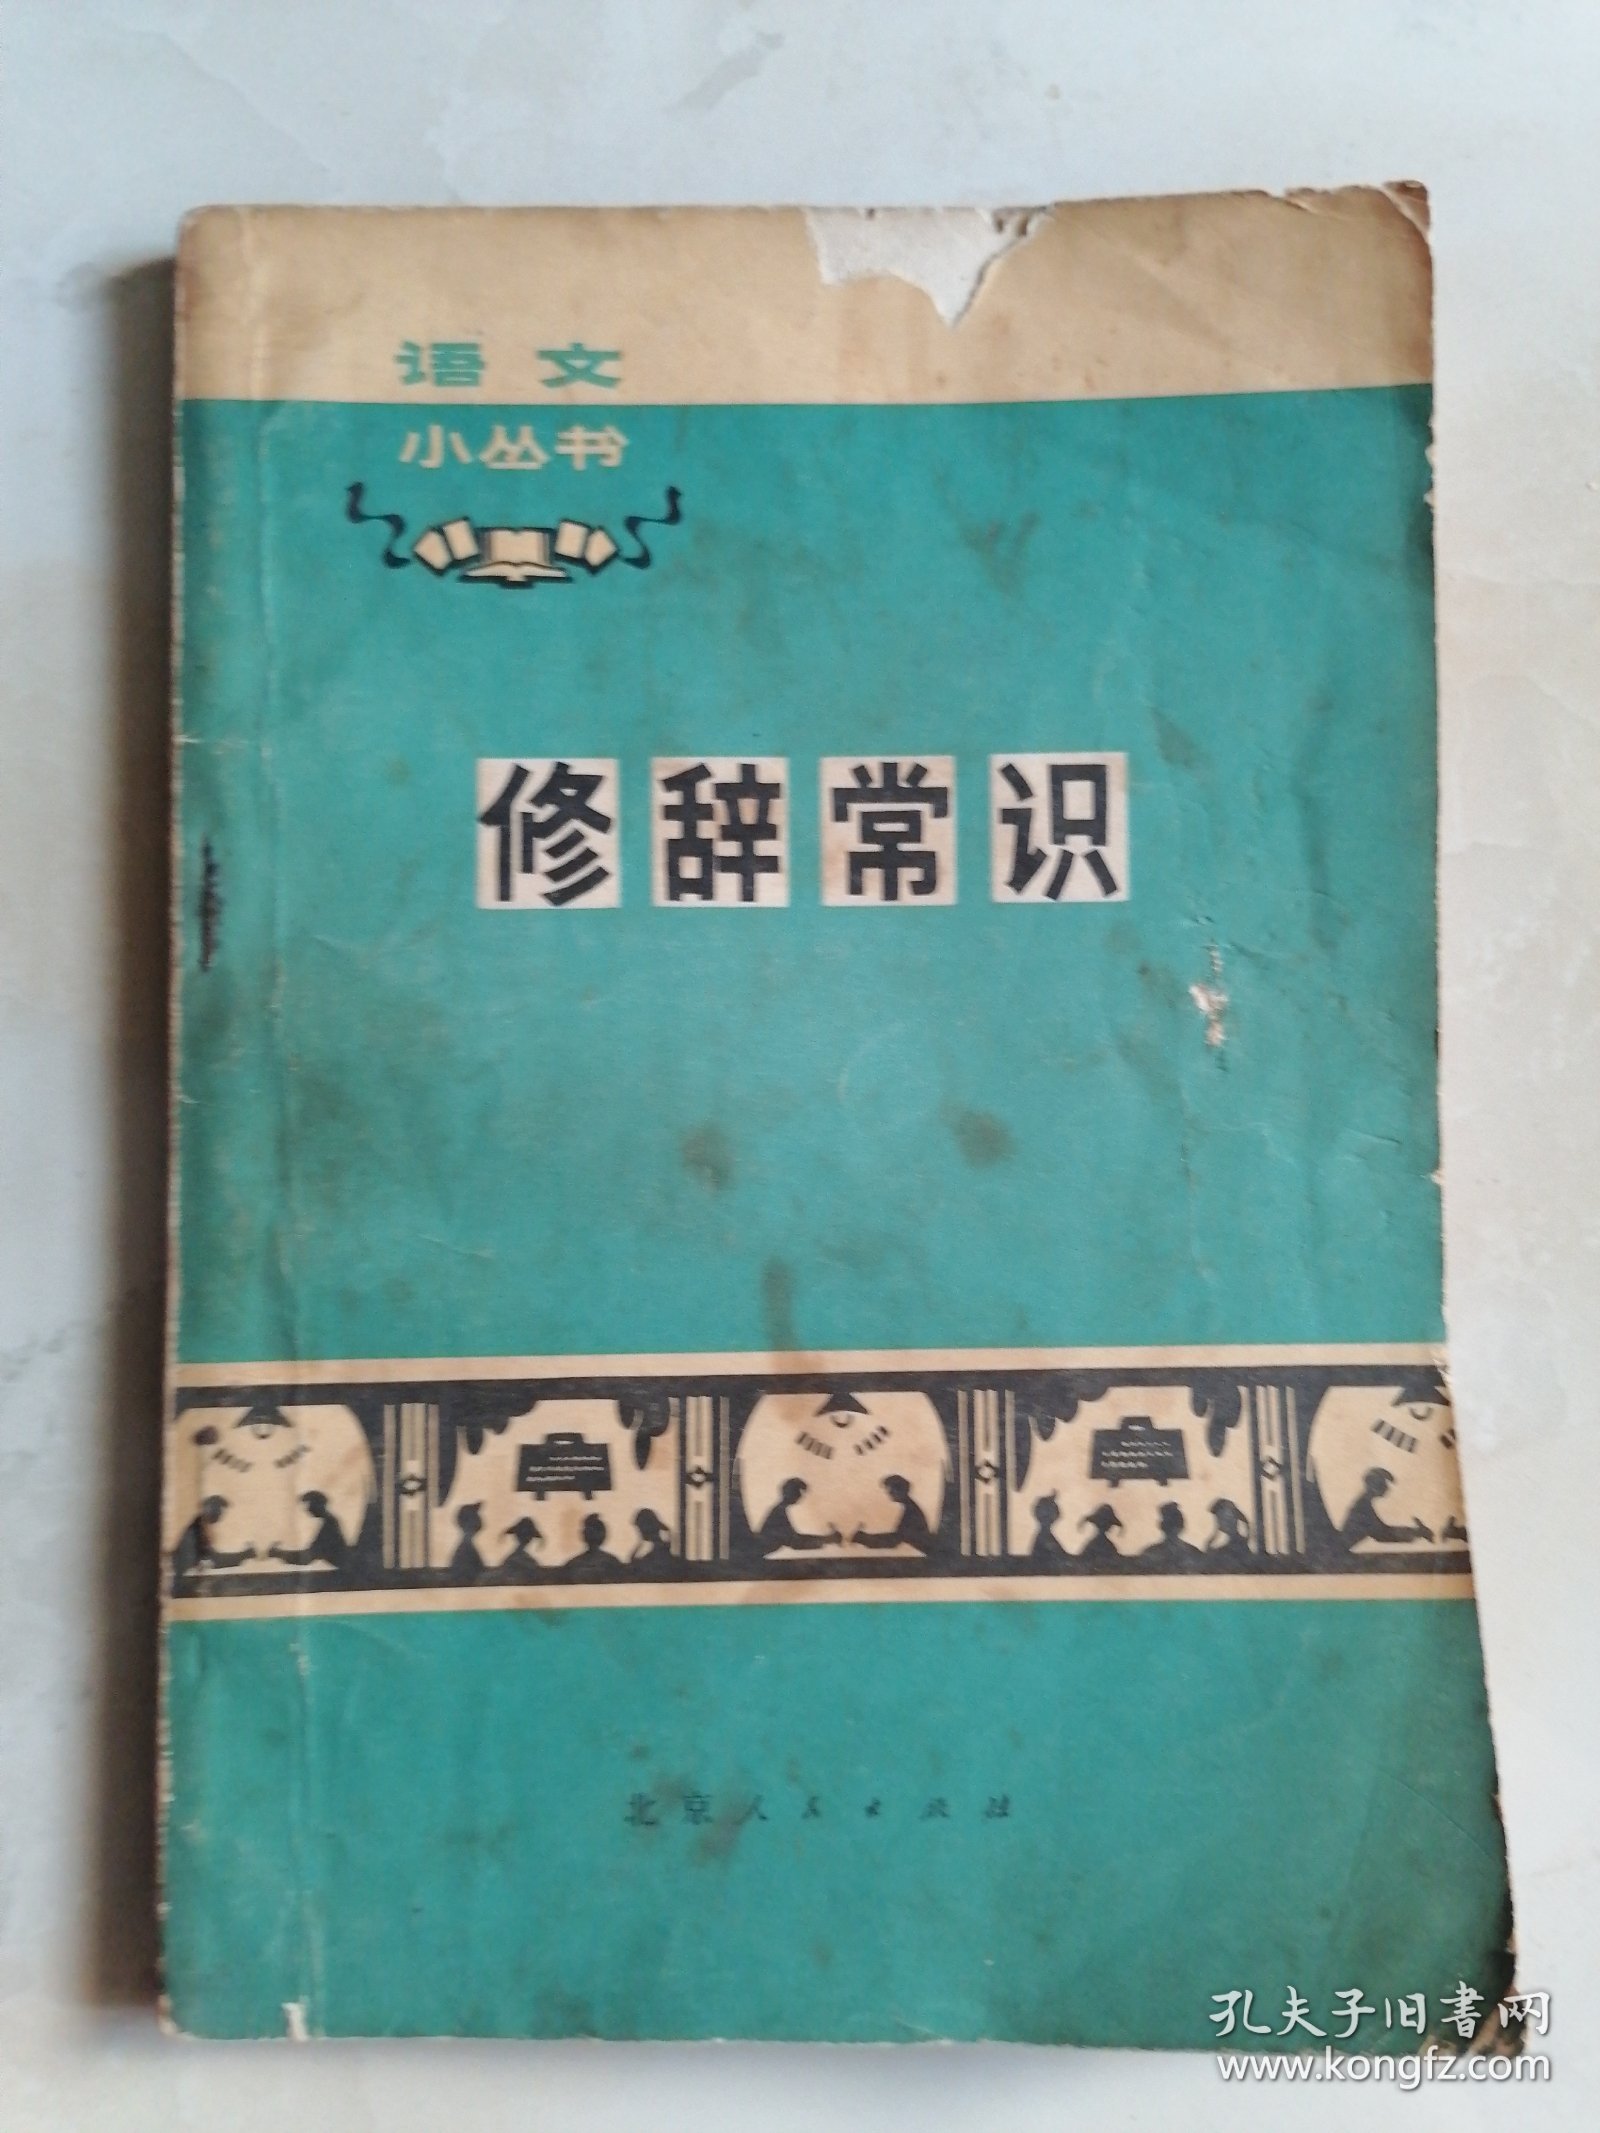 语文
小丛书
修辞常识
北京人民出版社
孔夫子旧书网
www.kongfz.com